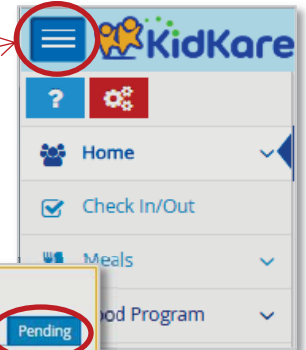 KidKare
?
Home
Check In/Out
Meals
ood Program
Pending